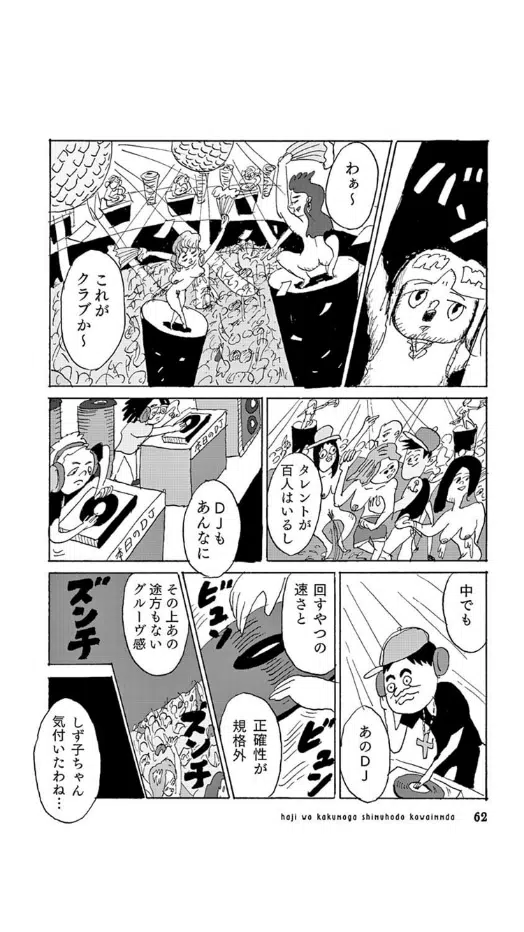 わぁ〜
これが
クラブか〜
タレントが
百人はいるし
DJも
あんなに
本日のDJ
本日のDJ
中でも
あのDJ
回すやつの
速さと
ビュン
正確性が
規格外
ビュン
その上あの
途方もない
グルーヴ感
ズンチ
ズンチ
しず子ちゃん
気付いたわね…
haji wo kakunoga shinuhodo kowainnda
62